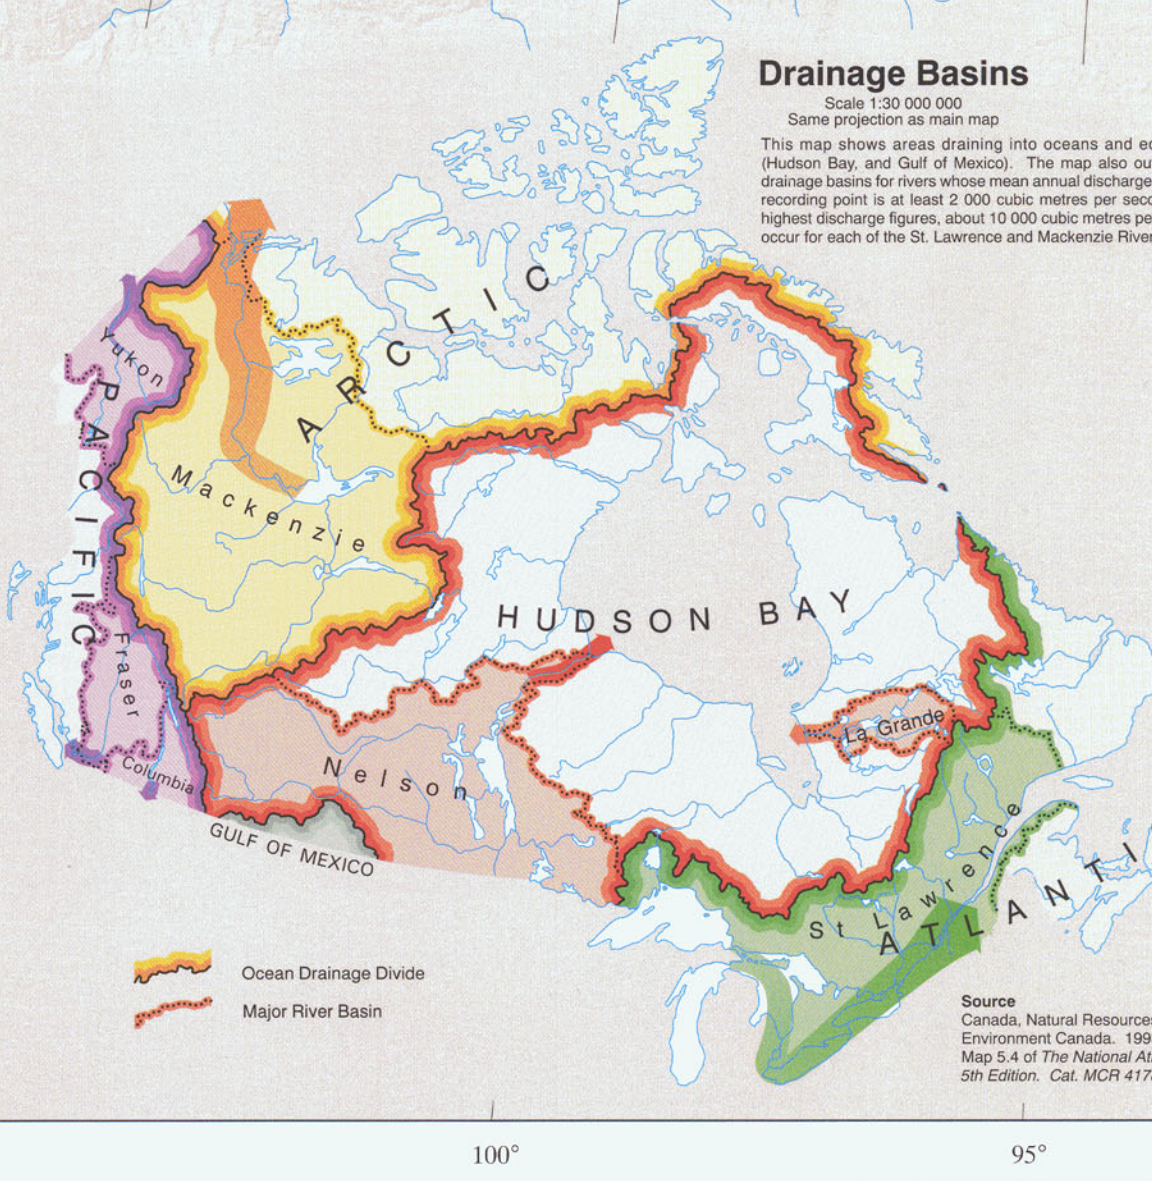 Drainage Basins
Scale 1:30 000 000
Same projection as main map
This map shows areas draining into oceans and
(Hudson Bay, and Gulf of Mexico). The map also
drainage basins for rivers whose mean annual discharge
recording point is at least 2 000 cubic metres per
highest discharge figures, about 10 000 cubic metres
occur for each of the St. Lawrence and Mackenzie
ARCTIC
Yukon
PACIFIC
Mackenzie
HUDSON BAY
Fraser
La Grande
Columbia
Nelson
GULF OF MEXICO
St Lawrence
ATLANTI
Ocean Drainage Divide
Major River Basin
Source
Canada, Natural Resources
Environment Canada.
Map 5.4 of The National
5th Edition. Cat. MCR
100°
95°